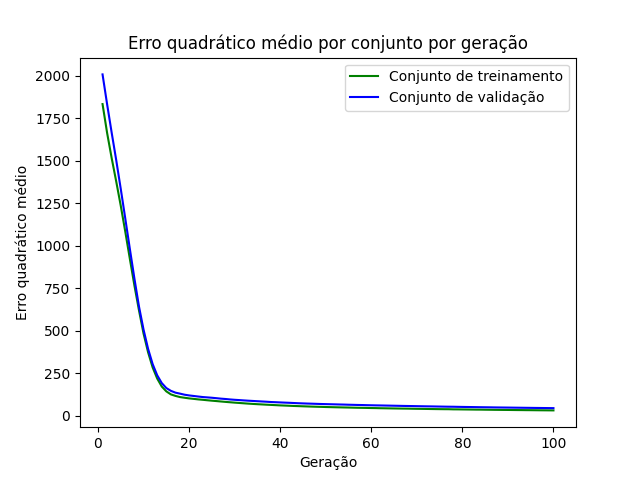 Erro quadrático médio por conjunto por geração
Conjunto de treinamento
Conjunto de validação
Erro quadrático médio
2000
1750
1500
1250
1000
750
500
250
0
0 20 40 60 80 100
Geração